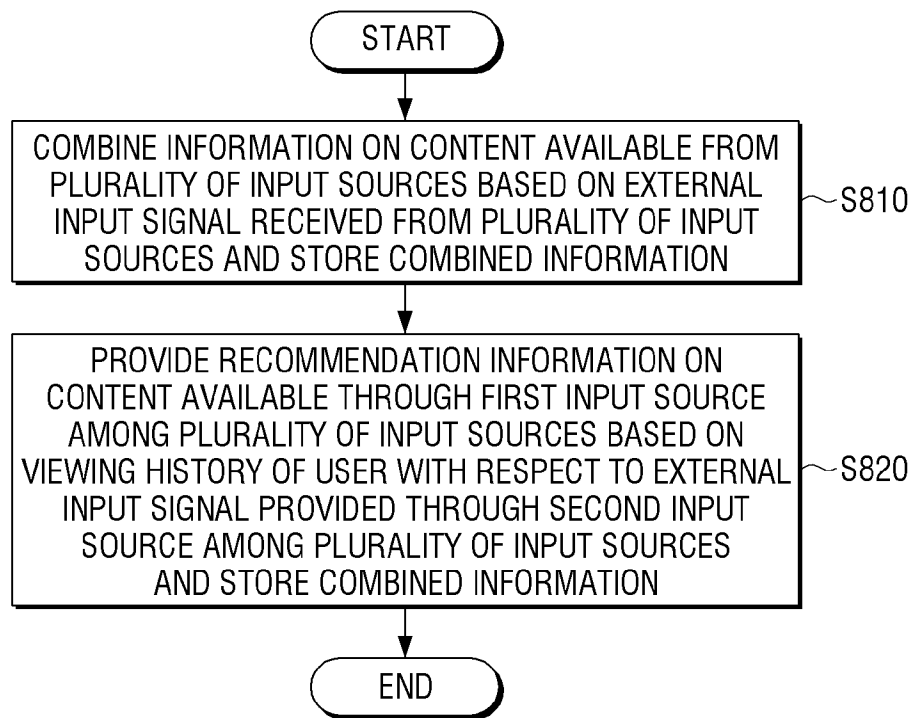 START
COMBINE INFORMATION ON CONTENT AVAILABLE FROM
PLURALITY OF INPUT SOURCES BASED ON EXTERNAL
INPUT SIGNAL RECEIVED FROM PLURALITY OF INPUT
SOURCES AND STORE COMBINED INFORMATION
S810
PROVIDE RECOMMENDATION INFORMATION ON
CONTENT AVAILABLE THROUGH FIRST INPUT SOURCE
AMONG PLURALITY OF INPUT SOURCES BASED ON
VIEWING HISTORY OF USER WITH RESPECT TO EXTERNAL
INPUT SIGNAL PROVIDED THROUGH SECOND INPUT
SOURCE AMONG PLURALITY OF INPUT SOURCES
AND STORE COMBINED INFORMATION
S820
END